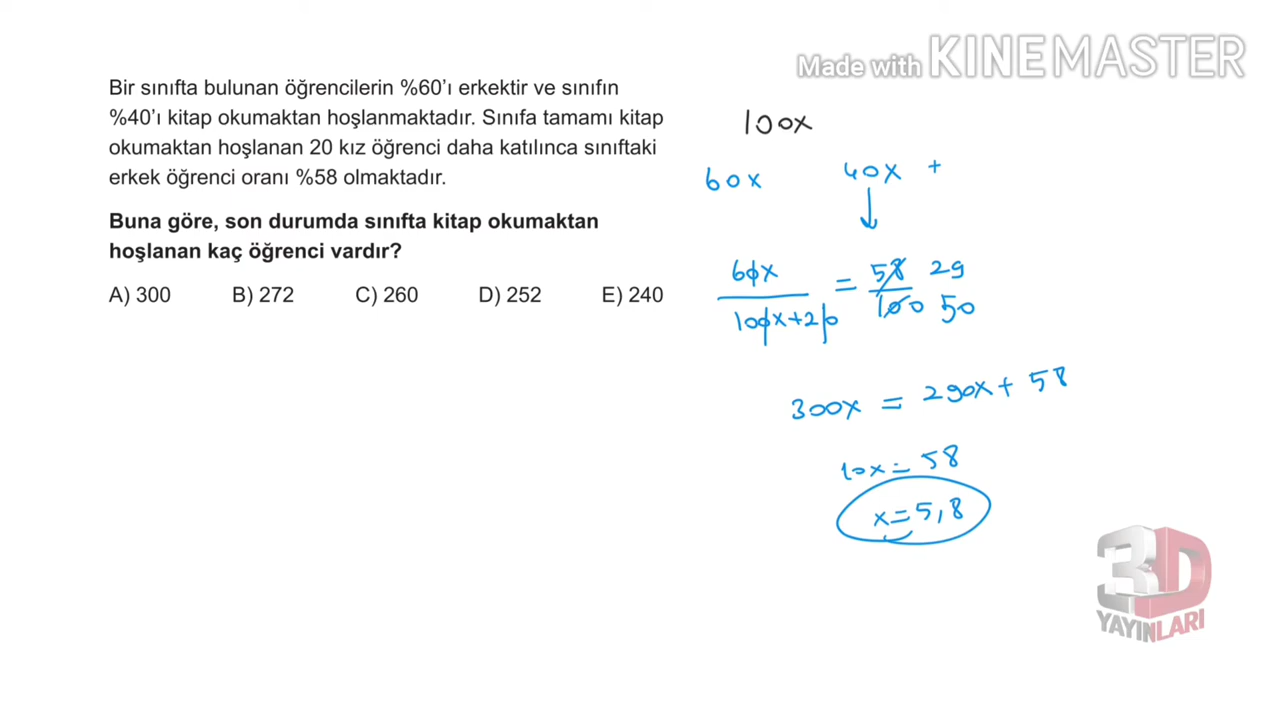 Made with KINEMASTER
Bir sınıfta bulunan öğrencilerin %60'ı erkektir ve sınıfın
%40'ı kitap okumaktan hoşlanmaktadır. Sınıfa tamamı kitap
okumaktan hoşlanan 20 kız öğrenci daha katılınca sınıftaki
erkek öğrenci oranı %58 olmaktadır.
Buna göre, son durumda sınıfta kitap okumaktan
hoşlanan kaç öğrenci vardır?
A) 300 B) 272 C) 260 D) 252 E) 240
100x
60x 40x +
60x / 100x+20 = 58/100 29/50
300x = 290x + 58
10x = 58
x = 5,8
3D
YAYINLARI